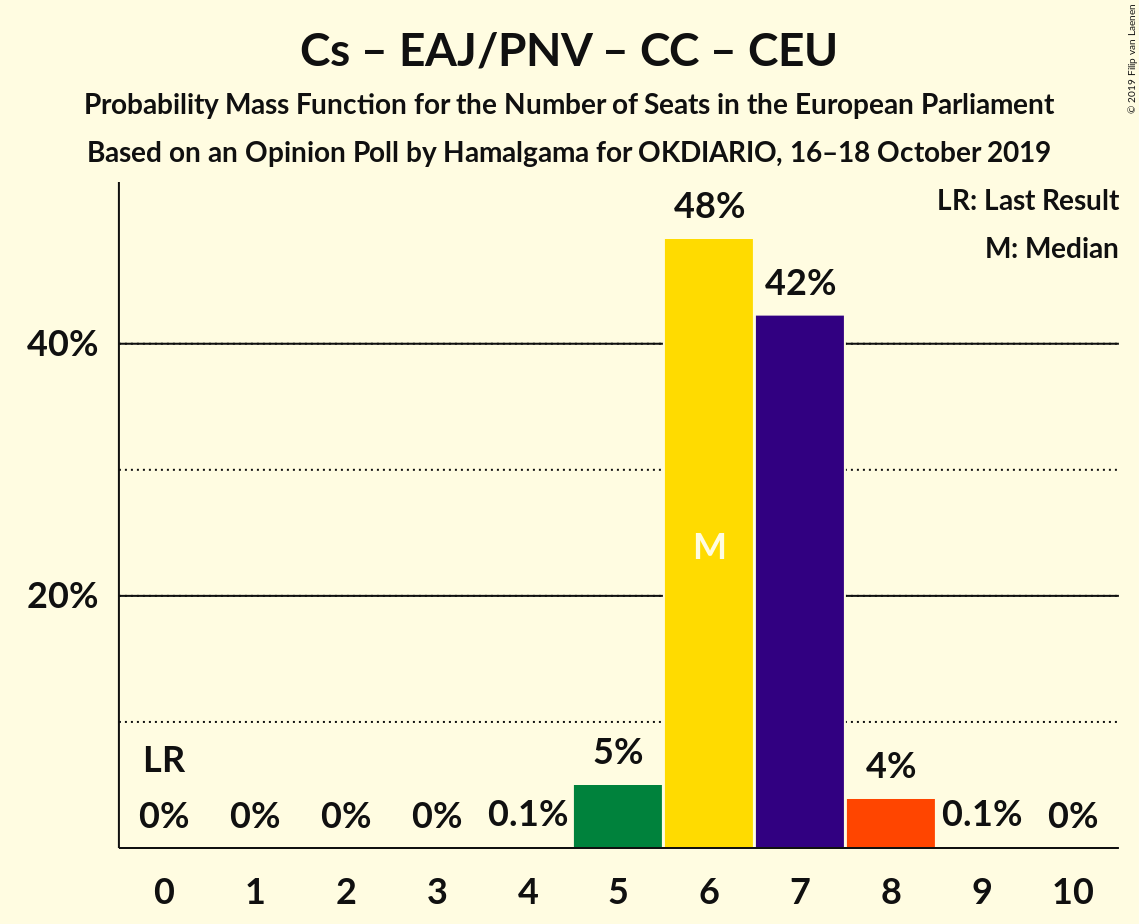 Cs – EAJ/PNV – CC – CEU
Probability Mass Function for the Number of Seats in the European Parliament
Based on an Opinion Poll by Hamalgama for OKDIARIO, 16–18 October 2019
© 2019 Filip van Laenen
LR: Last Result
M: Median
48%
42%
40%
M
20%
LR
5%
4%
0% 0% 0% 0% 0.1% 0.1% 0%
0 1 2 3 4 5 6 7 8 9 10